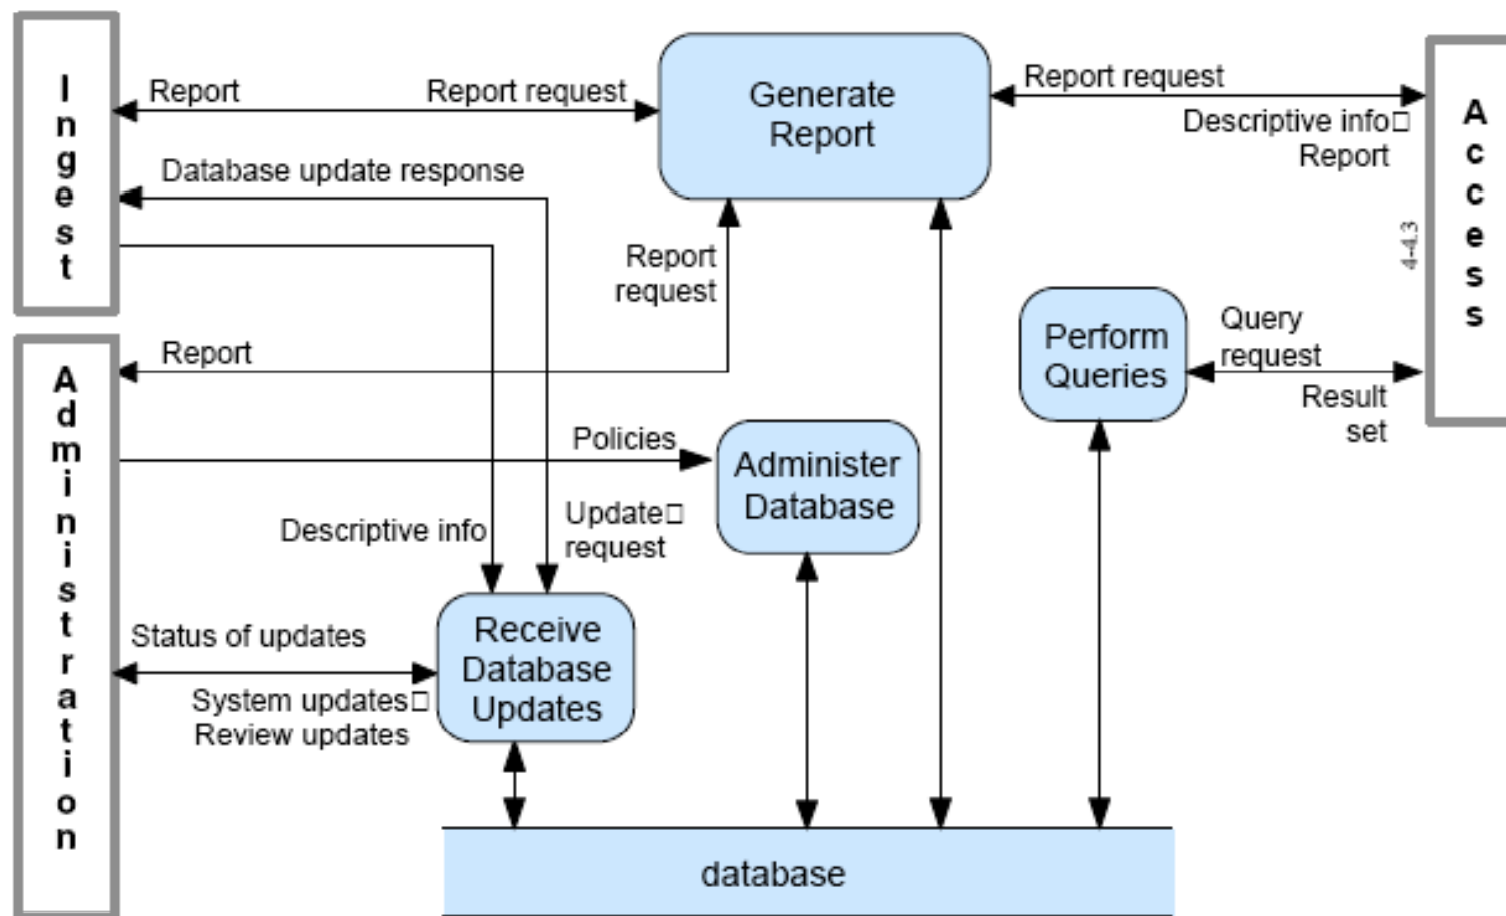 Ingest
Report
Report request
Generate
Report
Report request
Descriptive info□
Report
Access
4-4.3
Database update response
Report
request
Report
Perform
Queries
Query
request
Result
set
Administration
Policies
Administer
Database
Descriptive info
Update□
request
Status of updates
System updates□
Review updates
Receive
Database
Updates
database